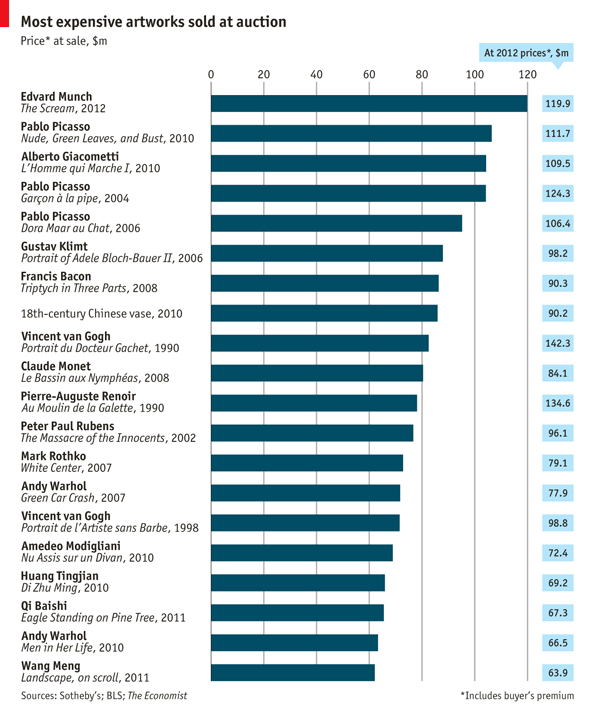 Most expensive artworks sold at auction
Price* at sale, $m
At 2012 prices*, $m
0 20 40 60 80 100 120
Edvard Munch
The Scream, 2012 119.9
Pablo Picasso
Nude, Green Leaves, and Bust, 2010 111.7
Alberto Giacometti
L'Homme qui Marche I, 2010 109.5
Pablo Picasso
Garçon à la pipe, 2004 124.3
Pablo Picasso
Dora Maar au Chat, 2006 106.4
Gustav Klimt
Portrait of Adele Bloch-Bauer II, 2006 98.2
Francis Bacon
Triptych in Three Parts, 2008 90.3
18th-century Chinese vase, 2010 90.2
Vincent van Gogh
Portrait du Docteur Gachet, 1990 142.3
Claude Monet
Le Bassin aux Nymphéas, 2008 84.1
Pierre-Auguste Renoir
Au Moulin de la Galette, 1990 134.6
Peter Paul Rubens
The Massacre of the Innocents, 2002 96.1
Mark Rothko
White Center, 2007 79.1
Andy Warhol
Green Car Crash, 2007 77.9
Vincent van Gogh
Portrait de l'Artiste sans Barbe, 1998 98.8
Amedeo Modigliani
Nu Assis sur un Divan, 2010 72.4
Huang Tingjian
Di Zhu Ming, 2010 69.2
Qi Baishi
Eagle Standing on Pine Tree, 2011 67.3
Andy Warhol
Men in Her Life, 2010 66.5
Wang Meng
Landscape, on scroll, 2011 63.9
Sources: Sotheby's; BLS; The Economist *Includes buyer's premium